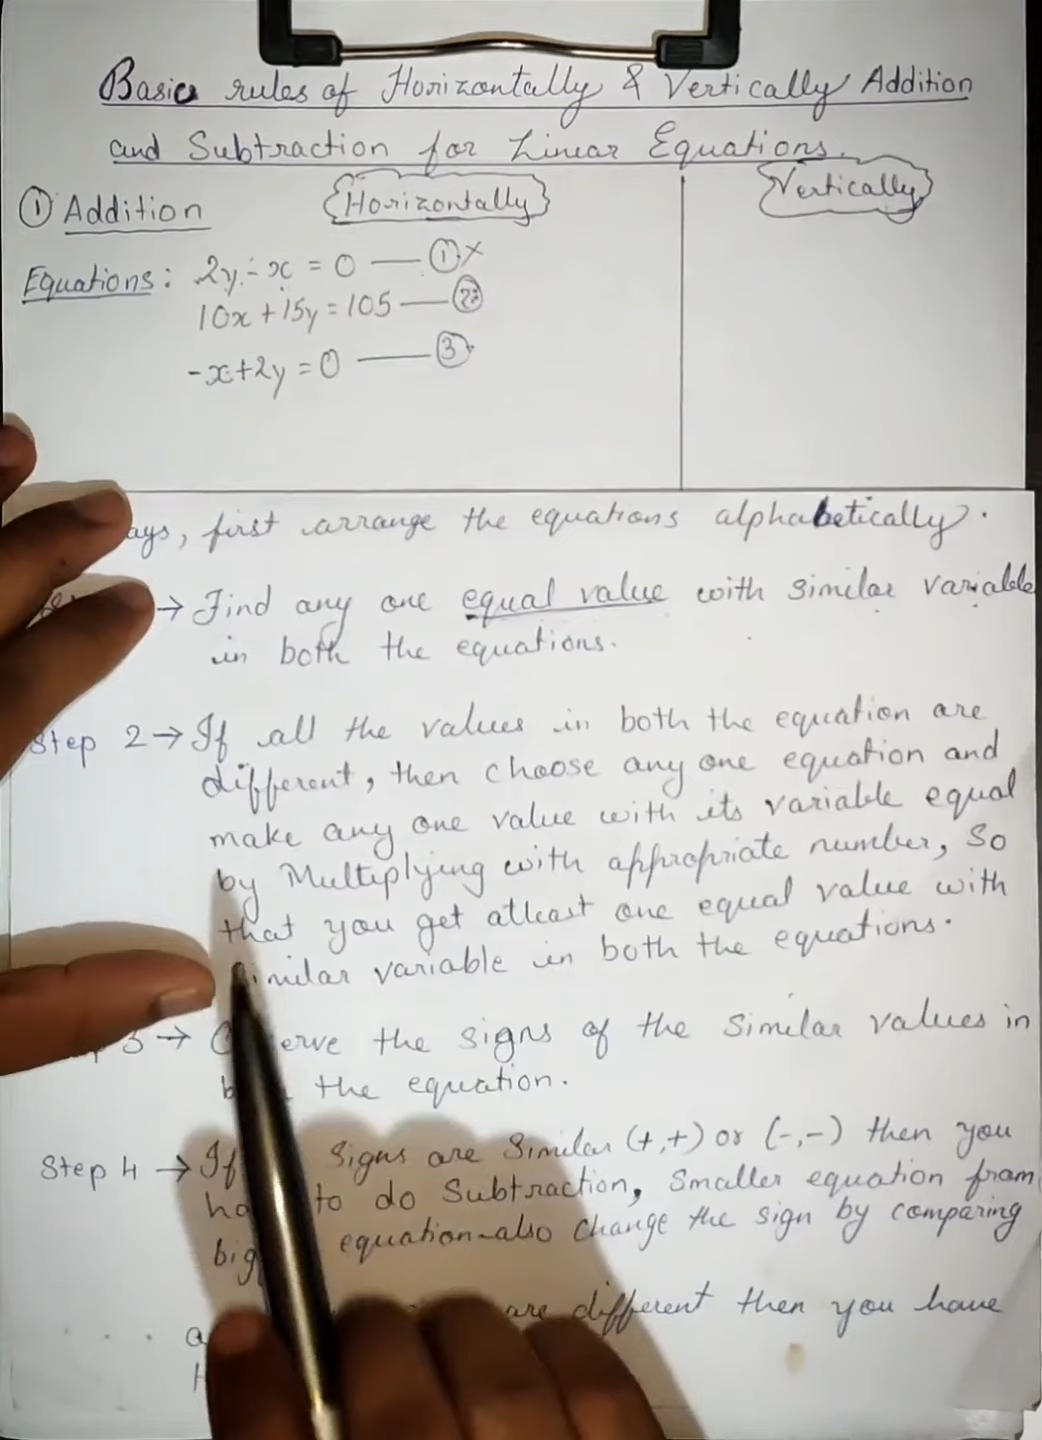 Basic rules of Horizontally & Vertically Addition
and Subtraction for Linear Equations.
① Addition
Horizontally
Vertically
Equations: 2y - x = 0 — ① ×
10x + 15y = 105 — ②
-x + 2y = 0 — ③
ays, first arrange the equations alphabetically.
→ Find any one equal value with similar variable
in both the equations.
Step 2 → If all the values in both the equation are
different, then choose any one equation and
make any one value with its variable equal
by Multiplying with appropriate number, So
that you get atleast one equal value with
similar variable in both the equations.
3 → erve the signs of the similar values in
the equation.
Step 4 → If Signs are Similar (+,+) or (-,-) then you
to do Subtraction, Smaller equation from
big equation also change the sign by comparing
are different then you have